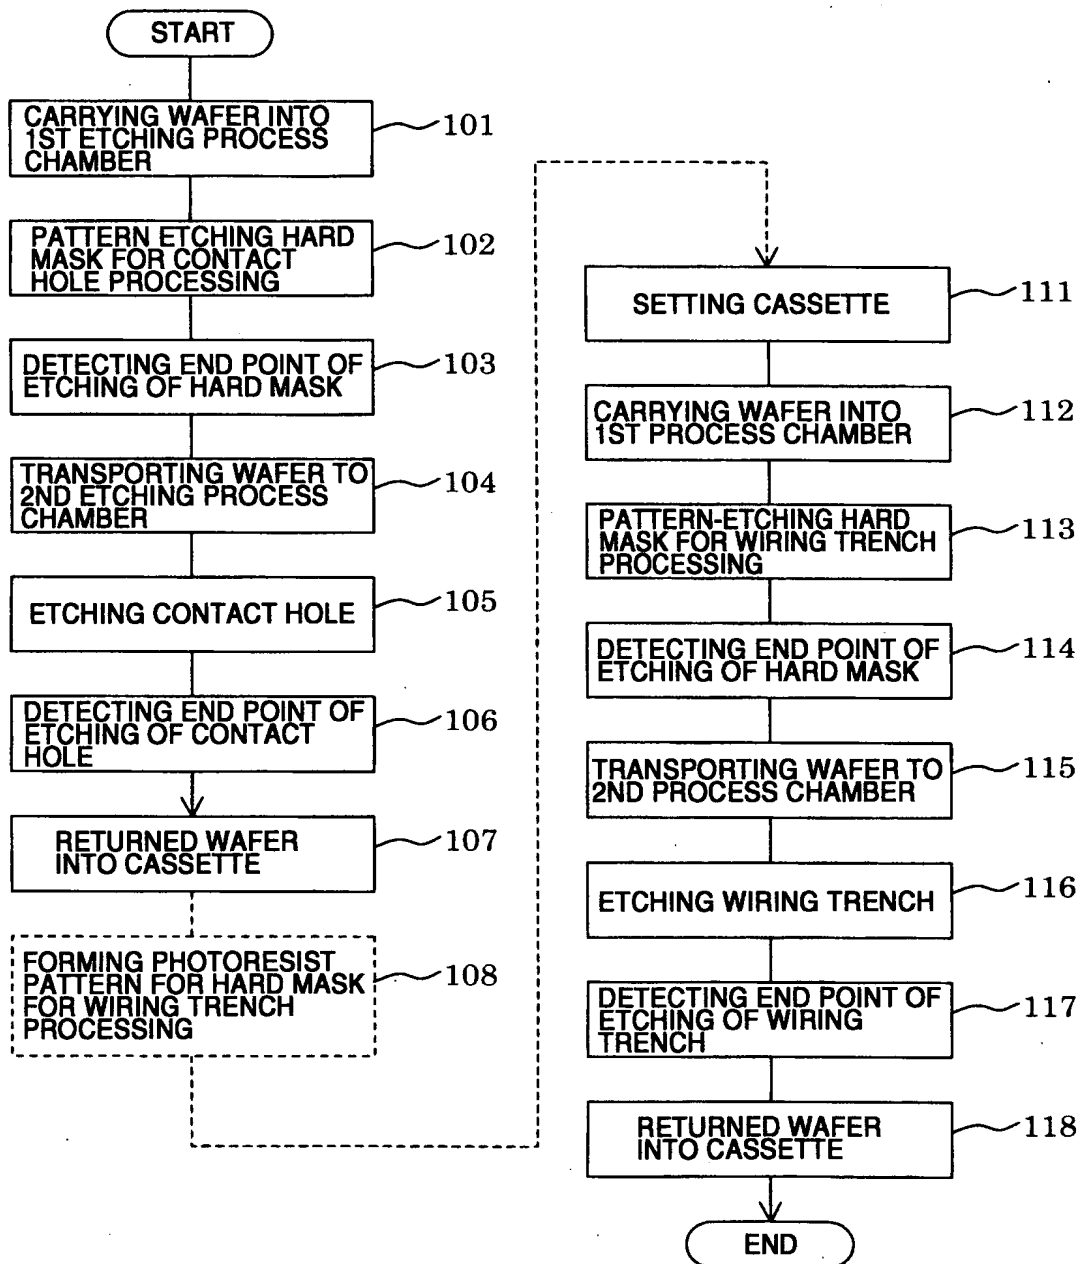 START
CARRYING WAFER INTO
1ST ETCHING PROCESS
CHAMBER
101
PATTERN ETCHING HARD
MASK FOR CONTACT
HOLE PROCESSING
102
DETECTING END POINT OF
ETCHING OF HARD MASK
103
TRANSPORTING WAFER TO
2ND ETCHING PROCESS
CHAMBER
104
ETCHING CONTACT HOLE
105
DETECTING END POINT OF
ETCHING OF CONTACT
HOLE
106
RETURNED WAFER
INTO CASSETTE
107
FORMING PHOTORESIST
PATTERN FOR HARD MASK
FOR WIRING TRENCH
PROCESSING
108
SETTING CASSETTE
111
CARRYING WAFER INTO
1ST PROCESS CHAMBER
112
PATTERN-ETCHING HARD
MASK FOR WIRING TRENCH
PROCESSING
113
DETECTING END POINT OF
ETCHING OF HARD MASK
114
TRANSPORTING WAFER TO
2ND PROCESS CHAMBER
115
ETCHING WIRING TRENCH
116
DETECTING END POINT OF
ETCHING OF WIRING
TRENCH
117
RETURNED WAFER
INTO CASSETTE
118
END